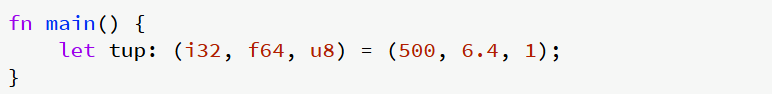 fn main() {
    let tup: (i32, f64, u8) = (500, 6.4, 1);
}